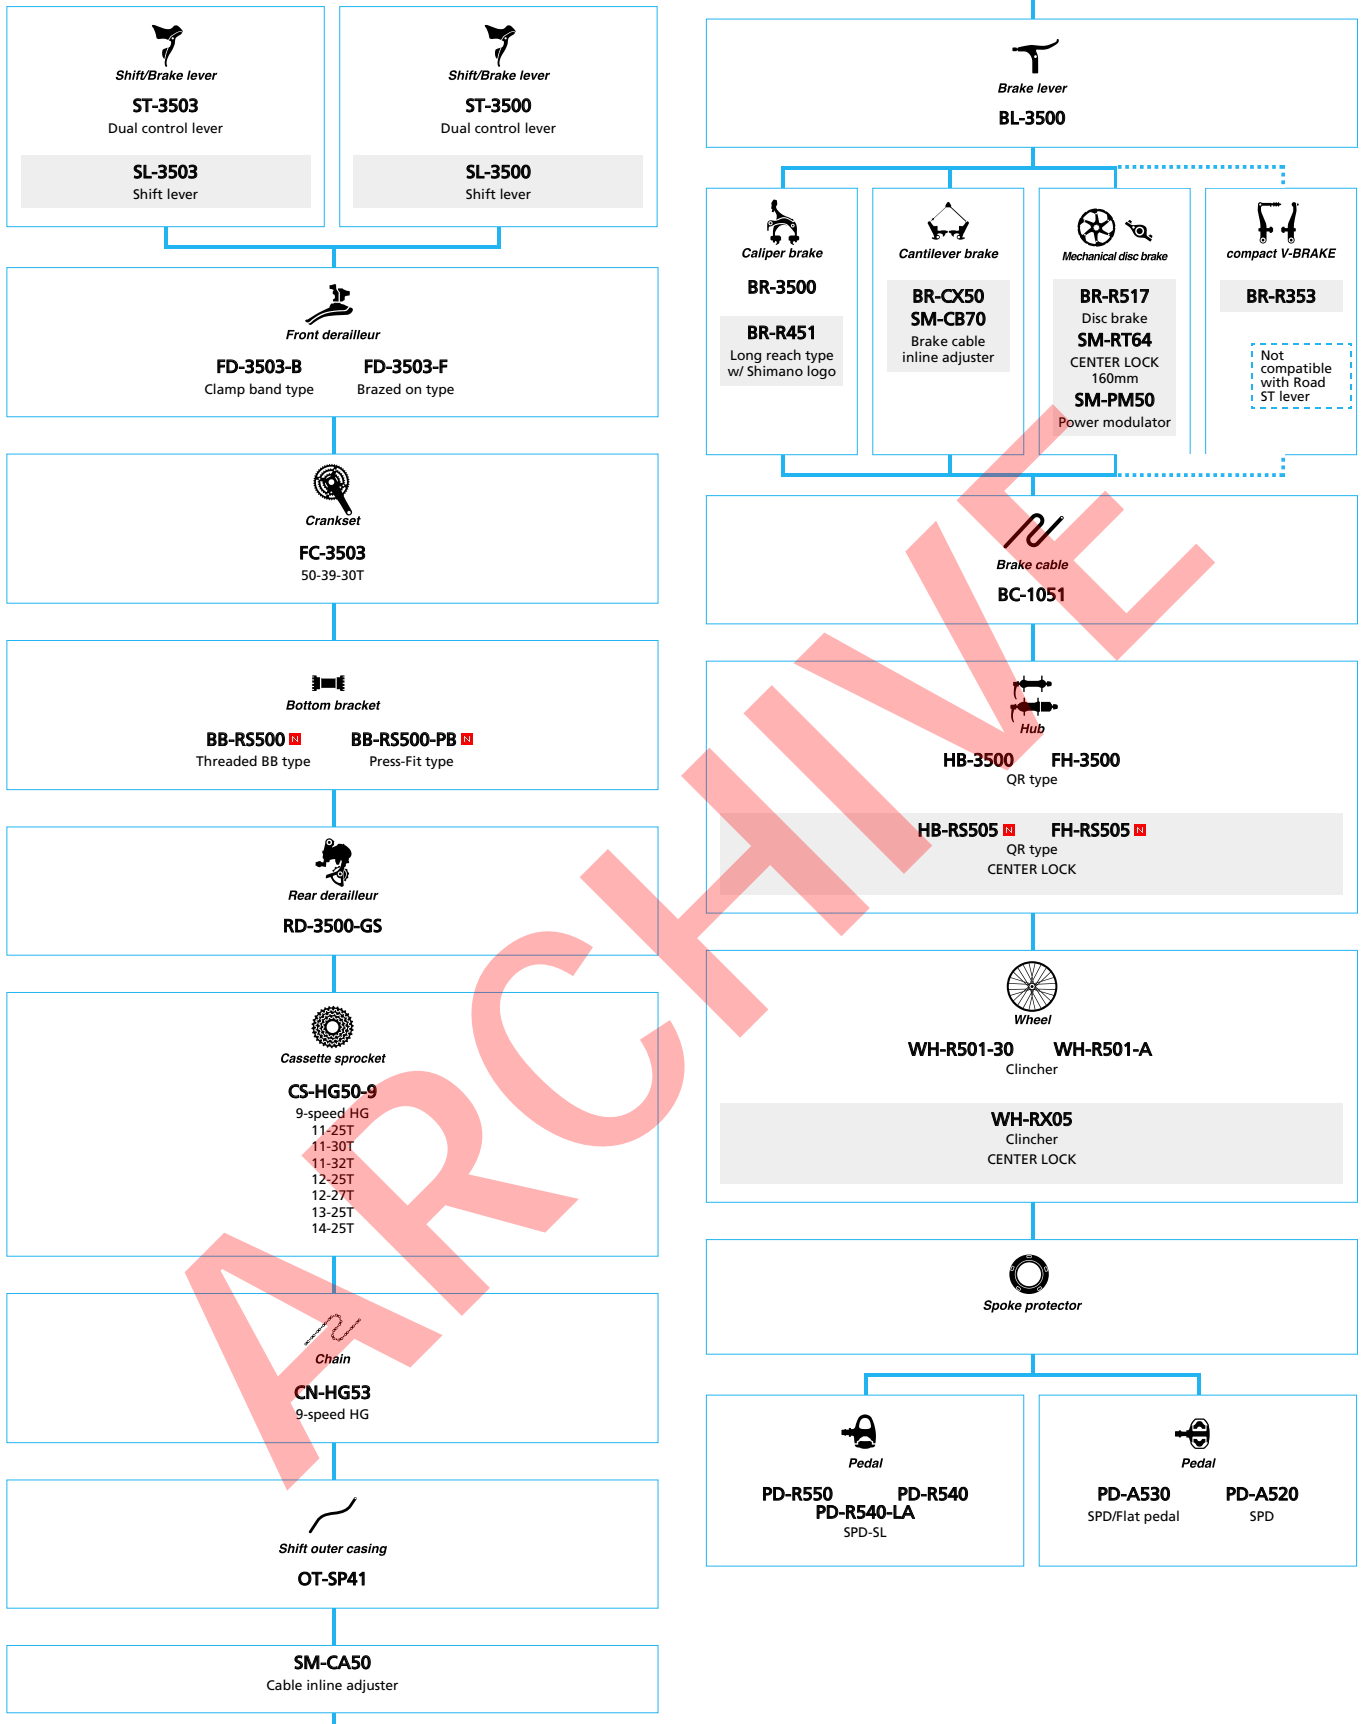 Shift/Brake lever
ST-3503
Dual control lever
SL-3503
Shift lever
Shift/Brake lever
ST-3500
Dual control lever
SL-3500
Shift lever
Front derailleur
FD-3503-B FD-3503-F
Clamp band type Brazed on type
Crankset
FC-3503
50-39-30T
Bottom bracket
BB-RS500 N BB-RS500-PB N
Threaded BB type Press-Fit type
Rear derailleur
RD-3500-GS
Cassette sprocket
CS-HG50-9
9-speed HG
11-25T
11-30T
11-32T
12-25T
12-27T
13-25T
14-25T
Chain
CN-HG53
9-speed HG
Shift outer casing
OT-SP41
SM-CA50
Cable inline adjuster
Brake lever
BL-3500
Caliper brake
BR-3500
BR-R451
Long reach type
w/ Shimano logo
Cantilever brake
BR-CX50
SM-CB70
Brake cable
inline adjuster
Mechanical disc brake
BR-R517
Disc brake
SM-RT64
CENTER LOCK
160mm
SM-PM50
Power modulator
compact V-BRAKE
BR-R353
Not
compatible
with Road
ST lever
Brake cable
BC-1051
Hub
HB-3500 FH-3500
QR type
HB-RS505 N FH-RS505 N
QR type
CENTER LOCK
Wheel
WH-R501-30 WH-R501-A
Clincher
WH-RX05
Clincher
CENTER LOCK
Spoke protector
Pedal
PD-R550 PD-R540
PD-R540-LA
SPD-SL
Pedal
PD-A530 PD-A520
SPD/Flat pedal SPD
ARCHIVE